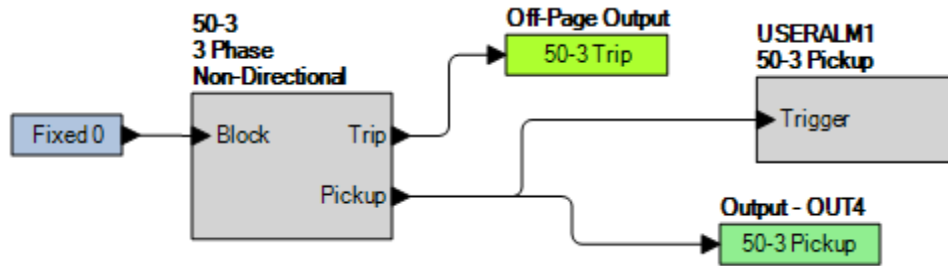 50-3
3 Phase
Non-Directional
Fixed 0
Block
Trip
Pickup
Off-Page Output
50-3 Trip
USERALM1
50-3 Pickup
Trigger
Output - OUT4
50-3 Pickup